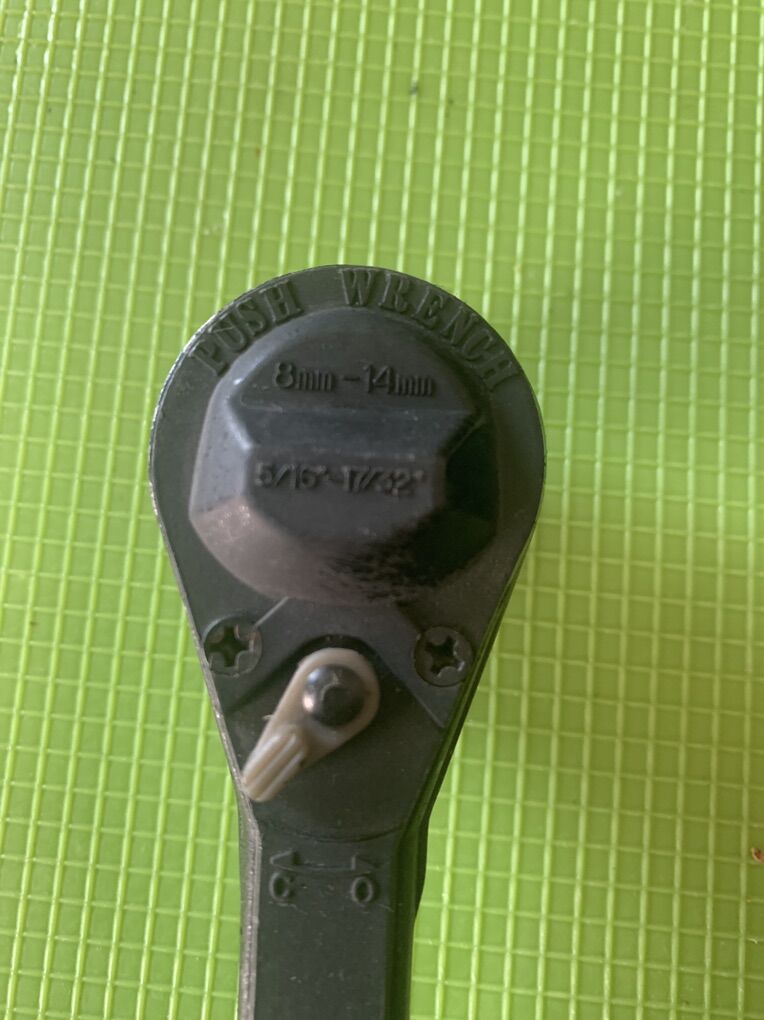 PUSH WRENCH
8mm-14mm
5/16"-17/32"
C O